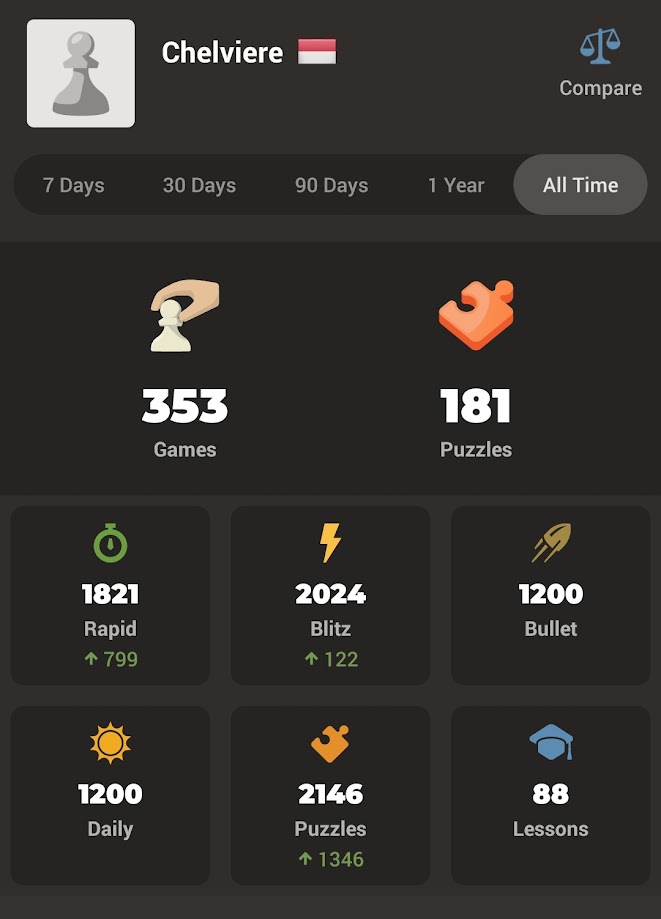 Chelviere
Compare
7 Days 30 Days 90 Days 1 Year All Time
353 181
Games Puzzles
1821 2024 1200
Rapid Blitz Bullet
↑ 799 ↑ 122
1200 2146 88
Daily Puzzles Lessons
↑ 1346